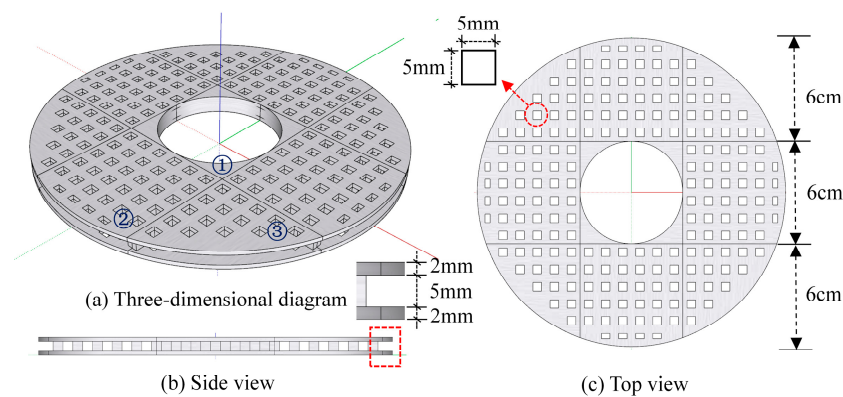 ①
②
③
(a) Three-dimensional diagram
2mm
5mm
2mm
(b) Side view
5mm
5mm
6cm
6cm
6cm
(c) Top view